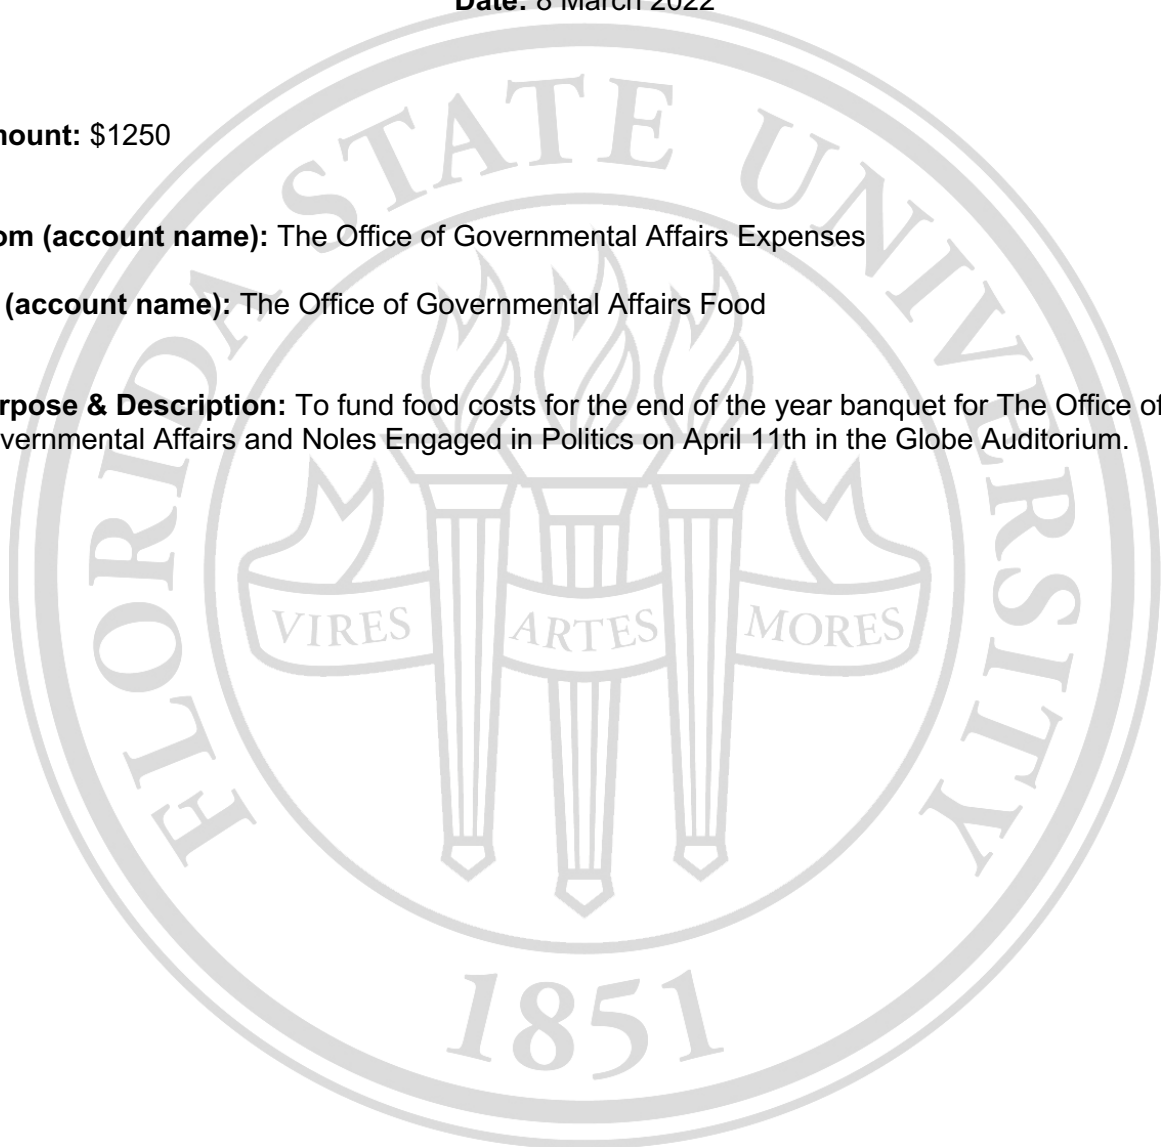 Date: 8 March 2022
mount: $1250
om (account name): The Office of Governmental Affairs Expenses
(account name): The Office of Governmental Affairs Food
rpose & Description: To fund food costs for the end of the year banquet for The Office of
vernmental Affairs and Noles Engaged in Politics on April 11th in the Globe Auditorium.
FLORIDA STATE UNIVERSITY
VIRES ARTES MORES
1851